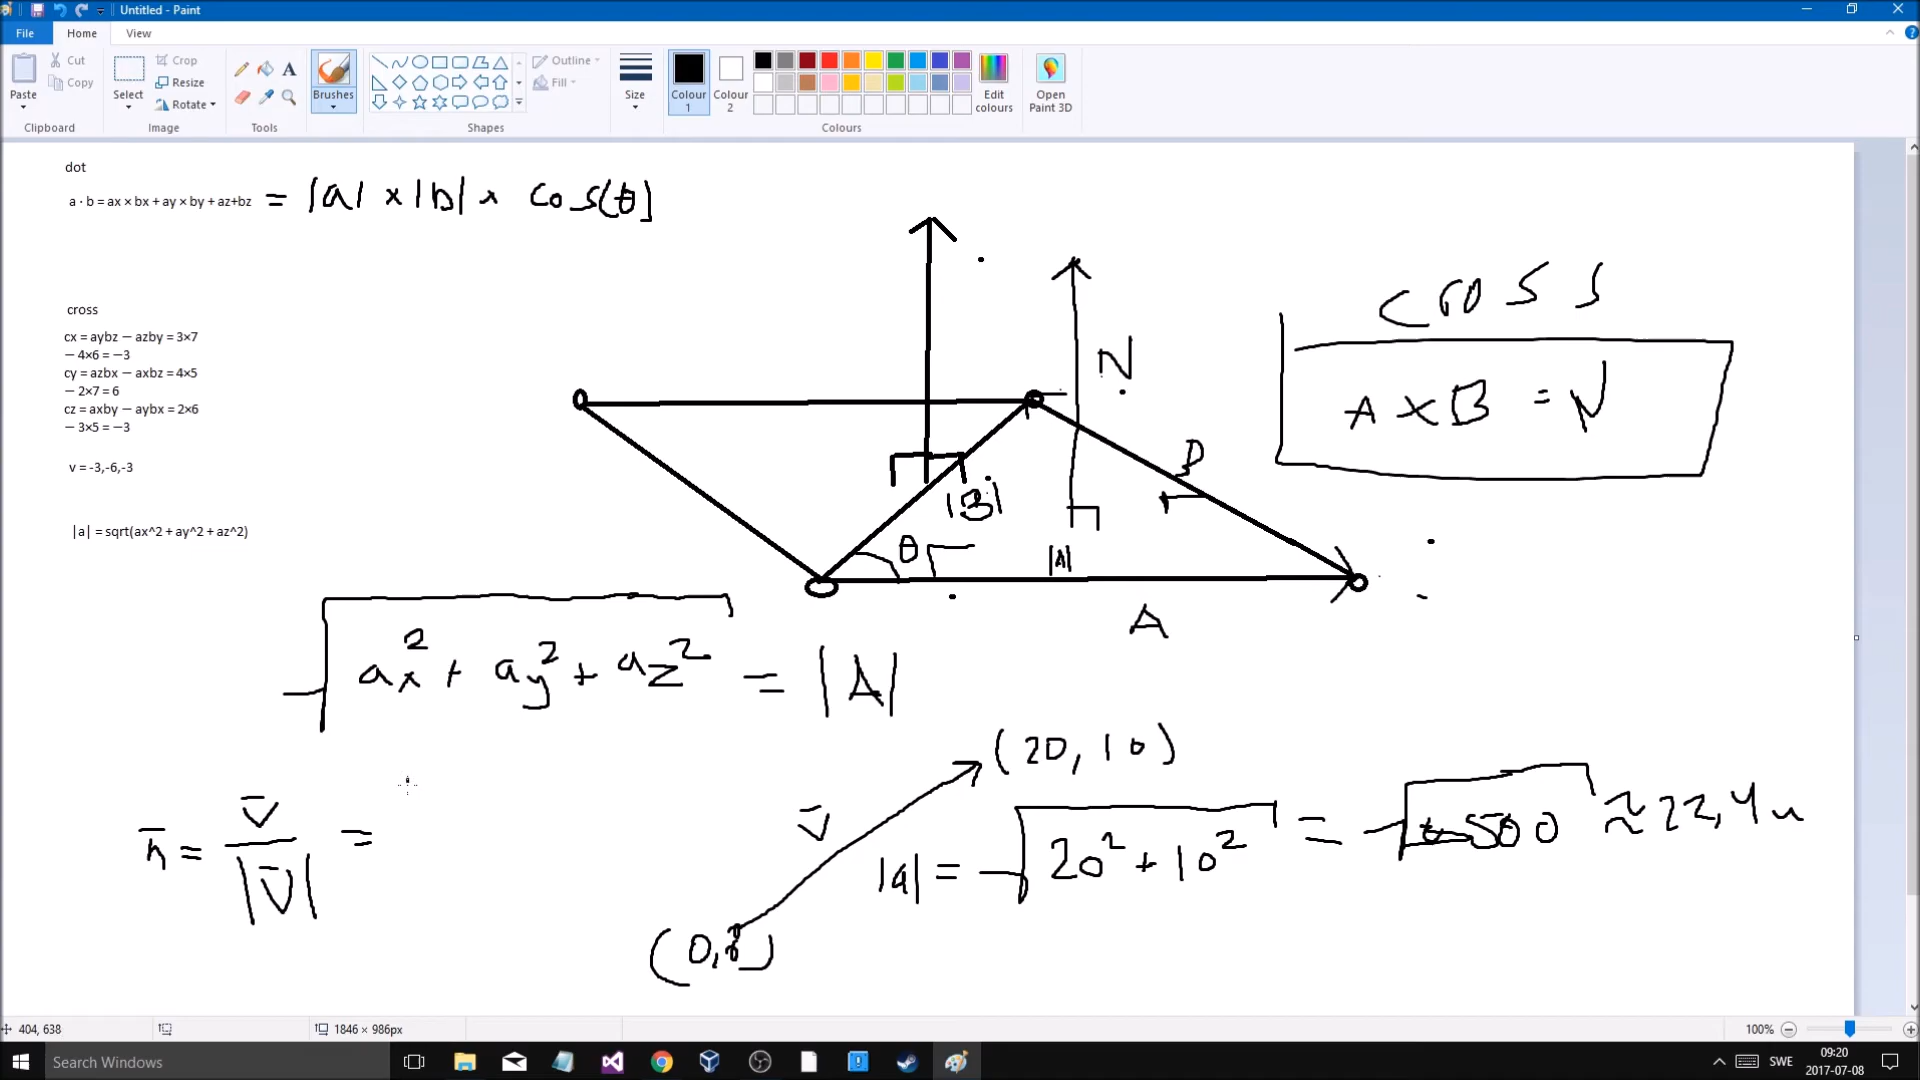 Untitled - Paint
File Home View
Paste Cut Copy Clipboard
Select Crop Resize Rotate Image
Tools
Brushes
Shapes
Outline Fill
Size
Colour 1
Colour 2
Edit colours
Open Paint 3D
Colours
dot
a · b = ax × bx + ay × by + az+bz = |a| × |b| × cos(θ)
cross
cx = aybz − azby = 3×7
− 4×6 = −3
cy = azbx − axbz = 4×5
− 2×7 = 6
cz = axby − aybx = 2×6
− 3×5 = −3
v = -3,-6,-3
|a| = sqrt(ax^2 + ay^2 + az^2)
N
cross
A × B = N
B
|B|
θ
|A|
A
√ax² + ay² + az² = |A|
(20, 10)
v̄
n̄ = v̄ / |v̄| =
|a| = √20² + 10² = √500 ≈ 22,4u
(0,
404, 638
1846 × 986px
100%
Search Windows
SWE
09:20
2017-07-08